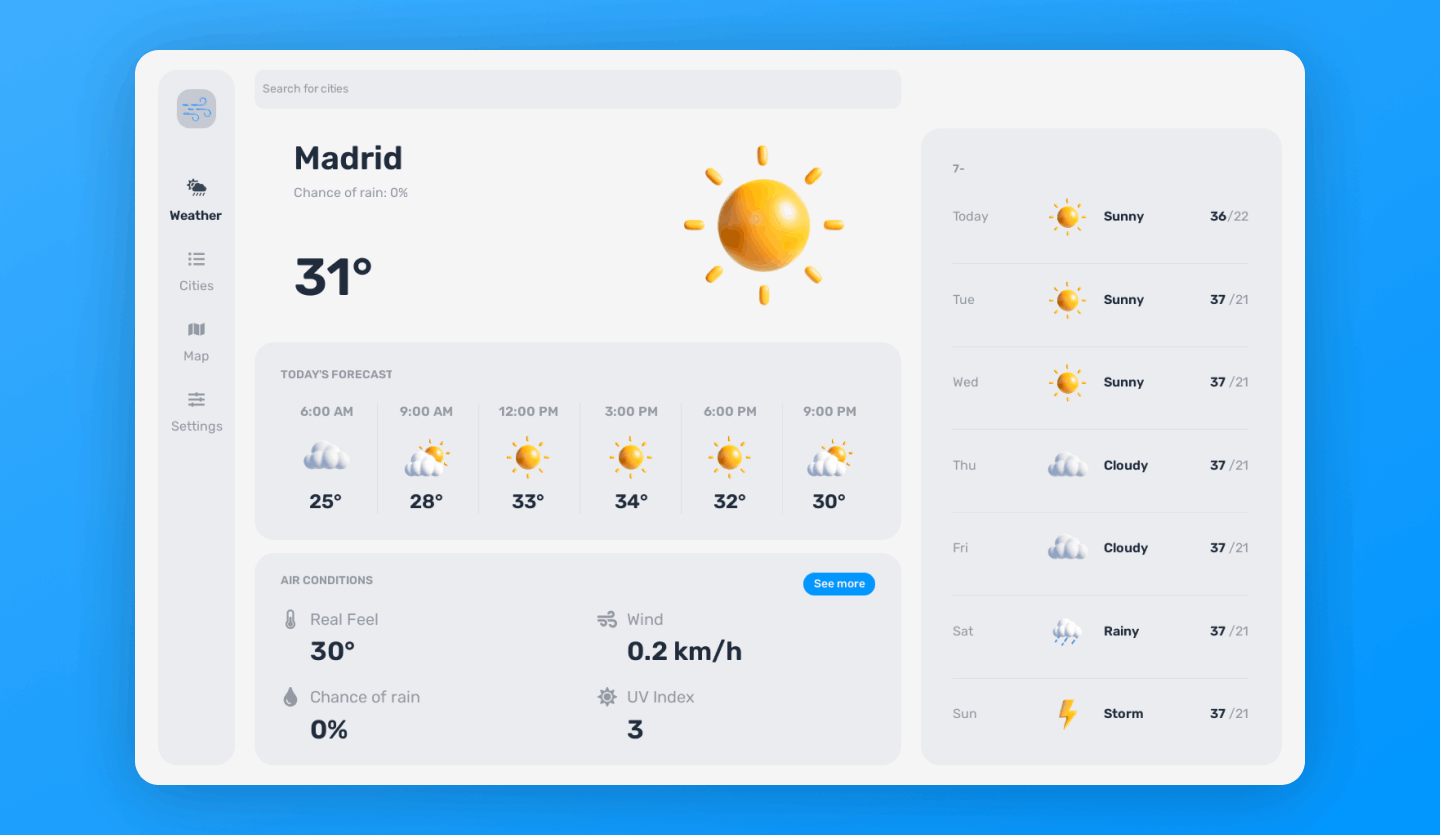 Search for cities
Weather
Cities
Map
Settings
Madrid
Chance of rain: 0%
31°
TODAY'S FORECAST
6:00 AM 9:00 AM 12:00 PM 3:00 PM 6:00 PM 9:00 PM
25° 28° 33° 34° 32° 30°
AIR CONDITIONS
See more
Real Feel
30°
Wind
0.2 km/h
Chance of rain
0%
UV Index
3
7-
Today Sunny 36/22
Tue Sunny 37 /21
Wed Sunny 37 /21
Thu Cloudy 37 /21
Fri Cloudy 37 /21
Sat Rainy 37 /21
Sun Storm 37 /21